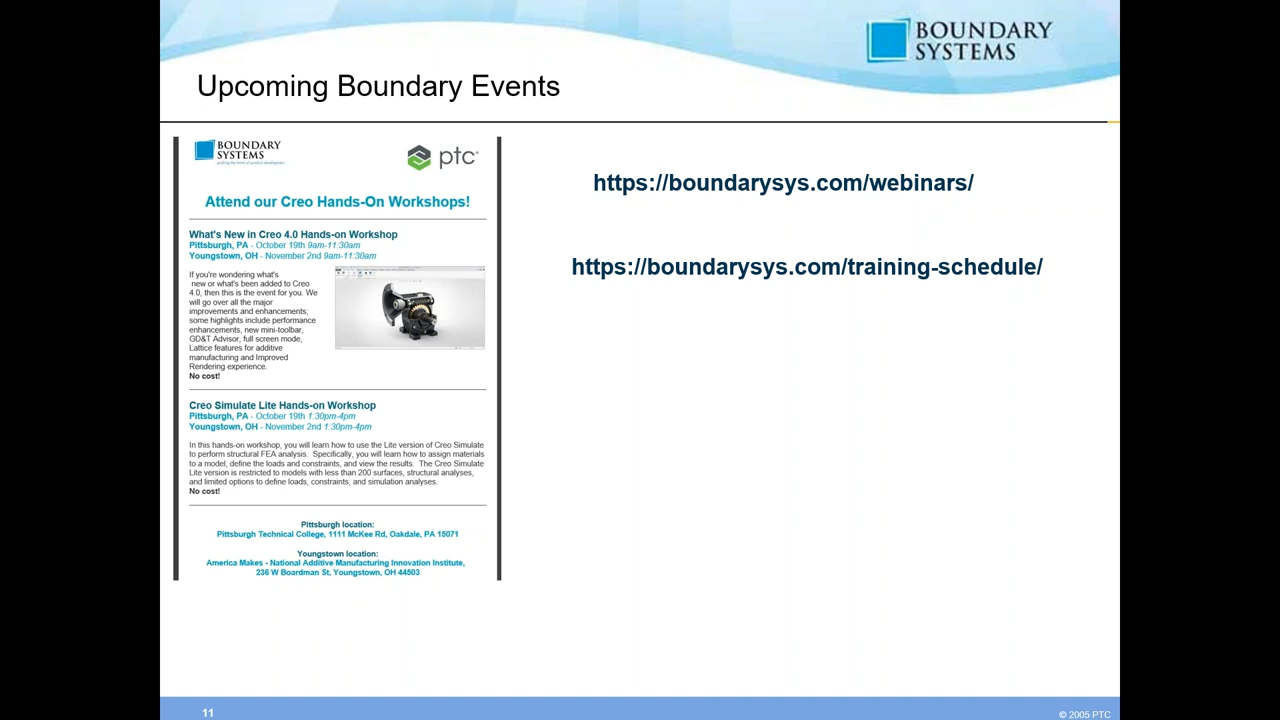 BOUNDARY
SYSTEMS
Upcoming Boundary Events
BOUNDARY
SYSTEMS
pushing the limits of product development
ptc
Attend our Creo Hands-On Workshops!
What's New in Creo 4.0 Hands-on Workshop
Pittsburgh, PA - October 19th 9am-11:30am
Youngstown, OH - November 2nd 9am-11:30am
If you're wondering what's
new or what's been added to Creo
4.0, then this is the event for you. We
will go over all the major
improvements and enhancements,
some highlights include performance
enhancements, new mini-toolbar,
GD&T Advisor, full screen mode,
Lattice features for additive
manufacturing and Improved
Rendering experience.
No cost!
Creo Simulate Lite Hands-on Workshop
Pittsburgh, PA - October 19th 1:30pm-4pm
Youngstown, OH - November 2nd 1:30pm-4pm
In this hands-on workshop, you will learn how to use the Lite version of Creo Simulate
to perform structural FEA analysis. Specifically, you will learn how to assign materials
to a model, define the loads and constraints, and view the results. The Creo Simulate
Lite version is restricted to models with less than 200 surfaces, structural analyses,
and limited options to define loads, constraints, and simulation analyses.
No cost!
Pittsburgh location:
Pittsburgh Technical College, 1111 McKee Rd, Oakdale, PA 15071
Youngstown location:
America Makes - National Additive Manufacturing Innovation Institute,
236 W Boardman St, Youngstown, OH 44503
https://boundarysys.com/webinars/
https://boundarysys.com/training-schedule/
11
© 2005 PTC